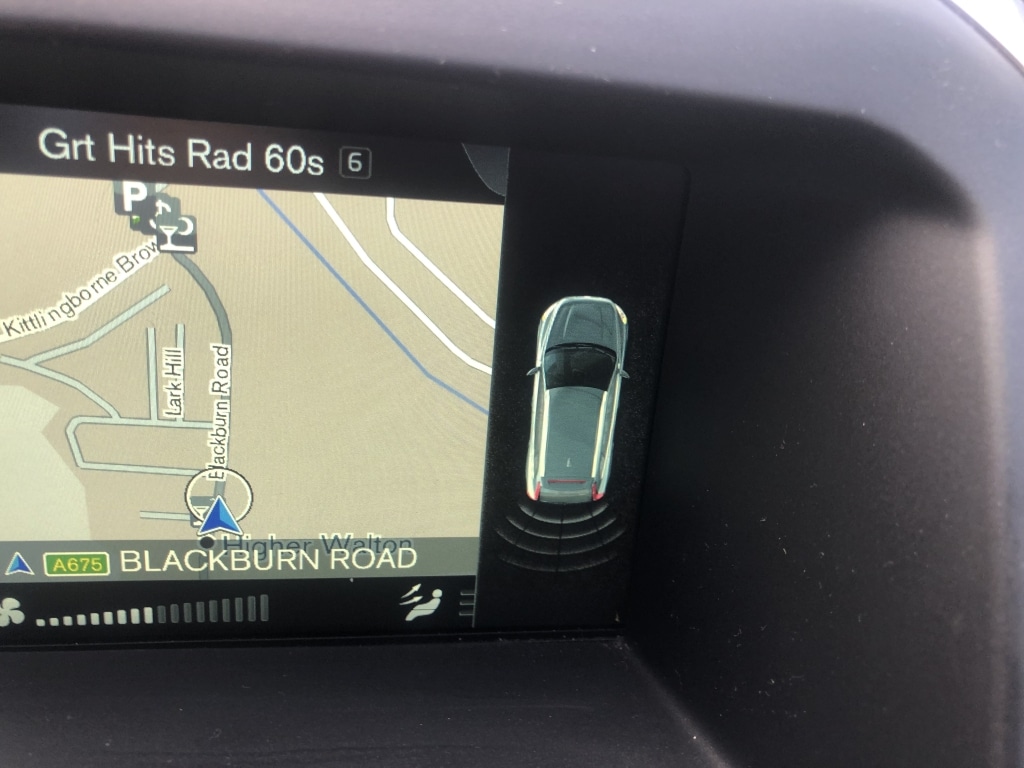 Grt Hits Rad 60s 6
P
Kittlingborne Brow
Lark Hill
Blackburn Road
Higher Walton
A675 BLACKBURN ROAD